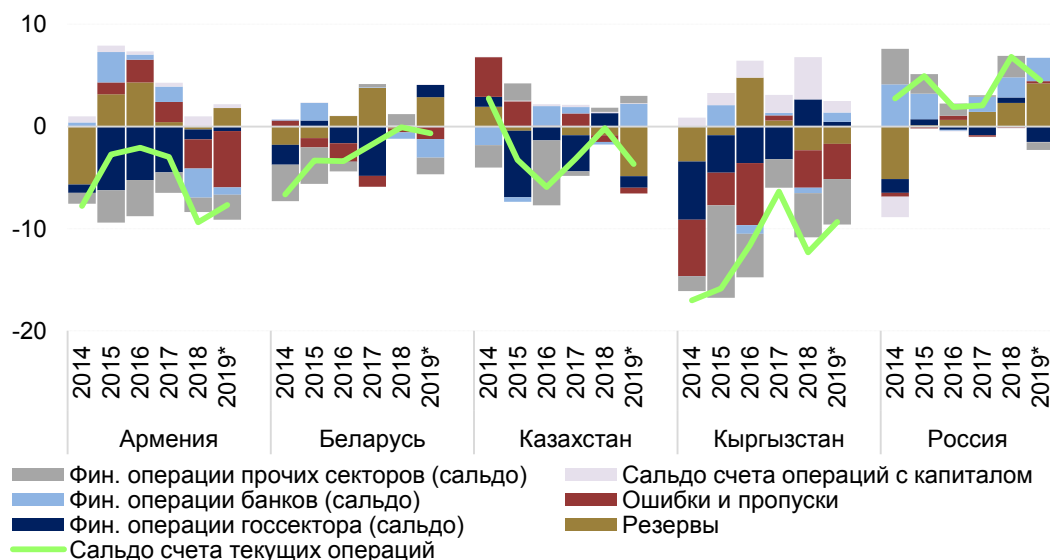 10
0
-10
-20
2014 2015 2016 2017 2018 2019* 2014 2015 2016 2017 2018 2019* 2014 2015 2016 2017 2018 2019* 2014 2015 2016 2017 2018 2019* 2014 2015 2016 2017 2018 2019*
Армения Беларусь Казахстан Кыргызстан Россия
Фин. операции прочих секторов (сальдо) Сальдо счета операций с капиталом
Фин. операции банков (сальдо) Ошибки и пропуски
Фин. операции госсектора (сальдо) Резервы
Сальдо счета текущих операций